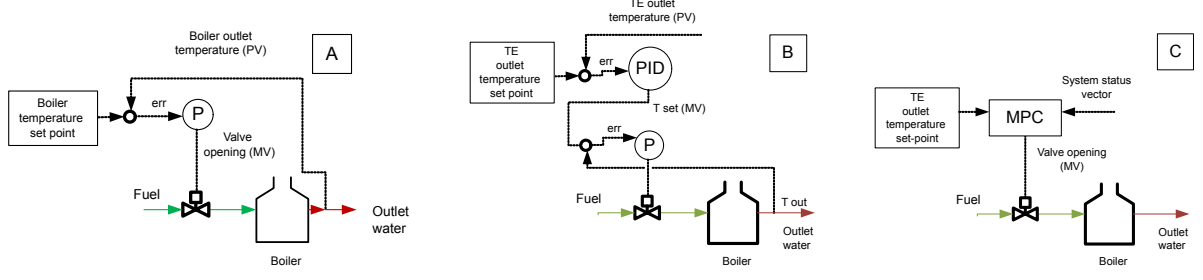 Boiler outlet
temperature (PV)
A
Boiler
temperature
set point
err
P
Valve
opening (MV)
Fuel
Outlet
water
Boiler
TE outlet
temperature (PV)
B
TE
outlet
temperature
set point
err
PID
T set (MV)
err
P
Fuel
T out
Outlet
water
Boiler
C
System status
vector
TE
outlet
temperature
set-point
MPC
Valve opening
(MV)
Fuel
Outlet
water
Boiler